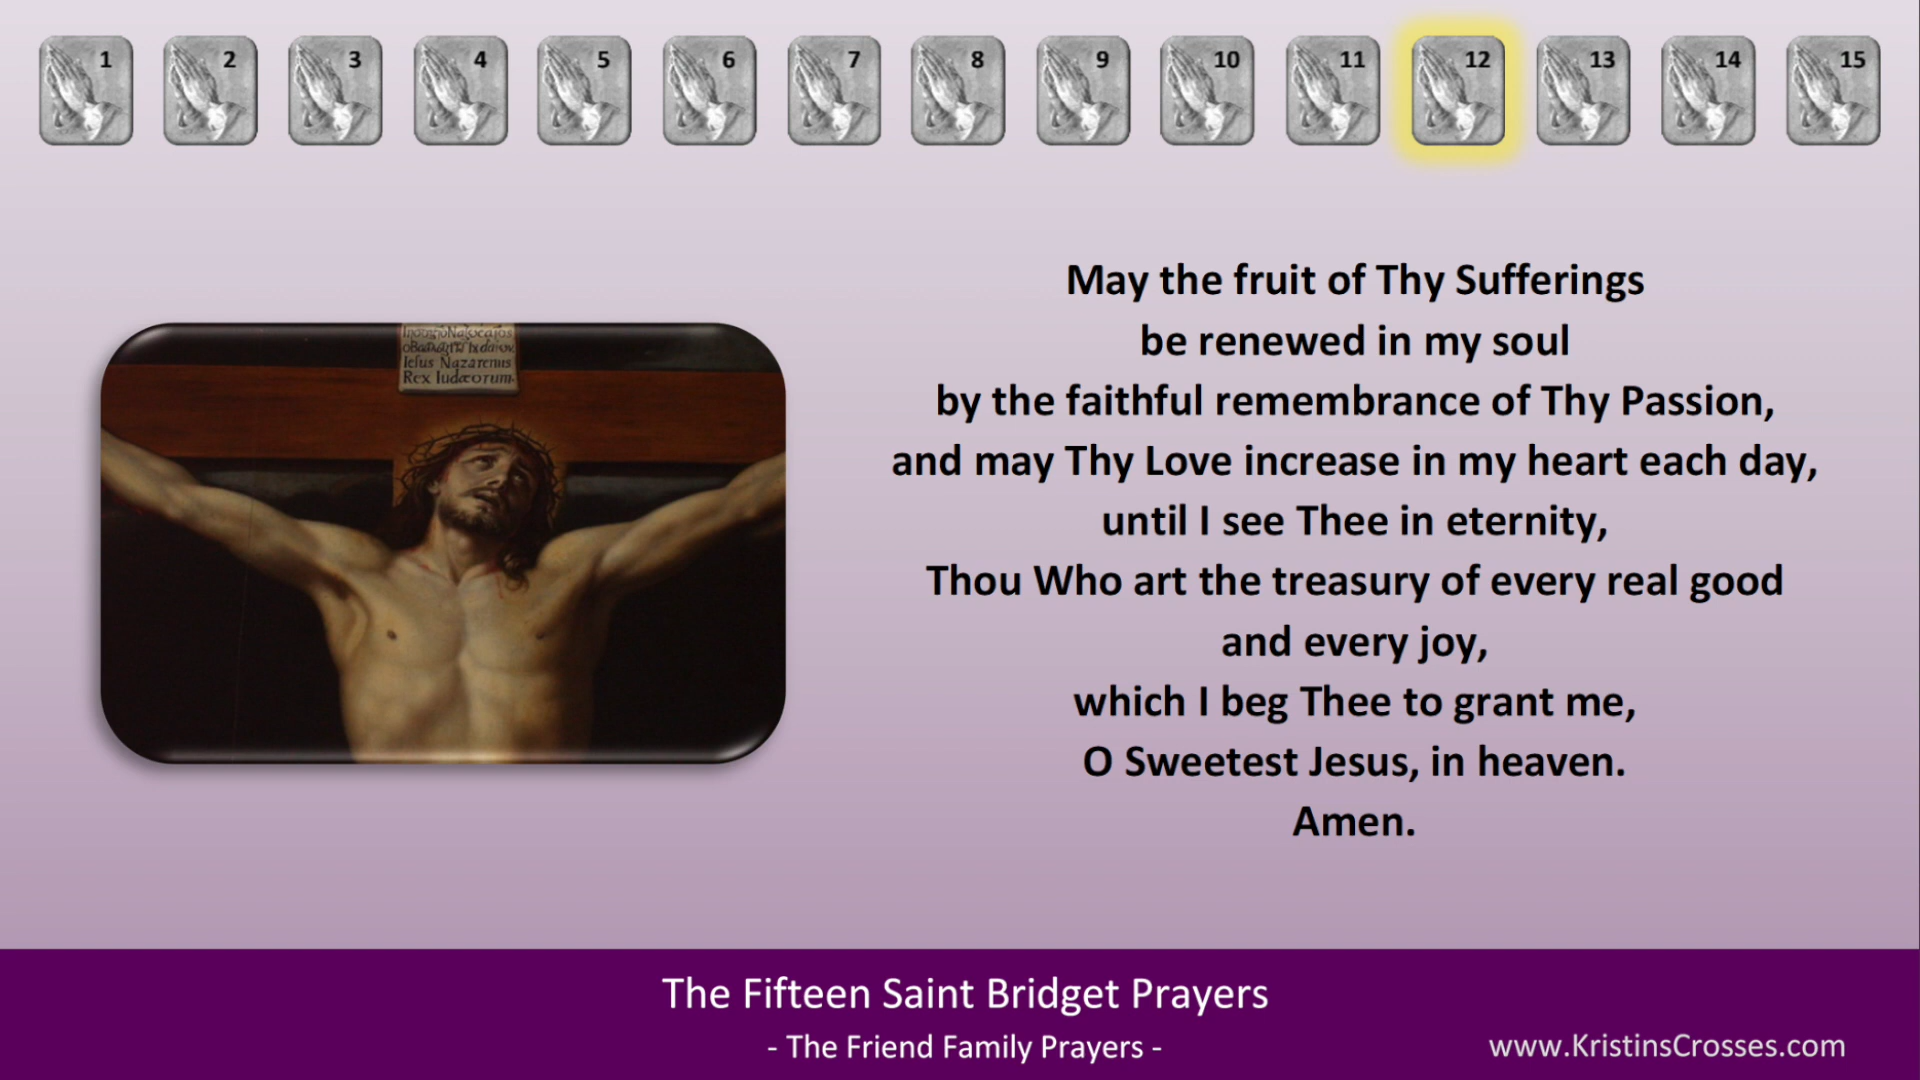 1 2 3 4 5 6 7 8 9 10 11 12 13 14 15
Iesus Nazarenus
Rex Iudæorum.
May the fruit of Thy Sufferings
be renewed in my soul
by the faithful remembrance of Thy Passion,
and may Thy Love increase in my heart each day,
until I see Thee in eternity,
Thou Who art the treasury of every real good
and every joy,
which I beg Thee to grant me,
O Sweetest Jesus, in heaven.
Amen.
The Fifteen Saint Bridget Prayers
- The Friend Family Prayers -
www.KristinsCrosses.com